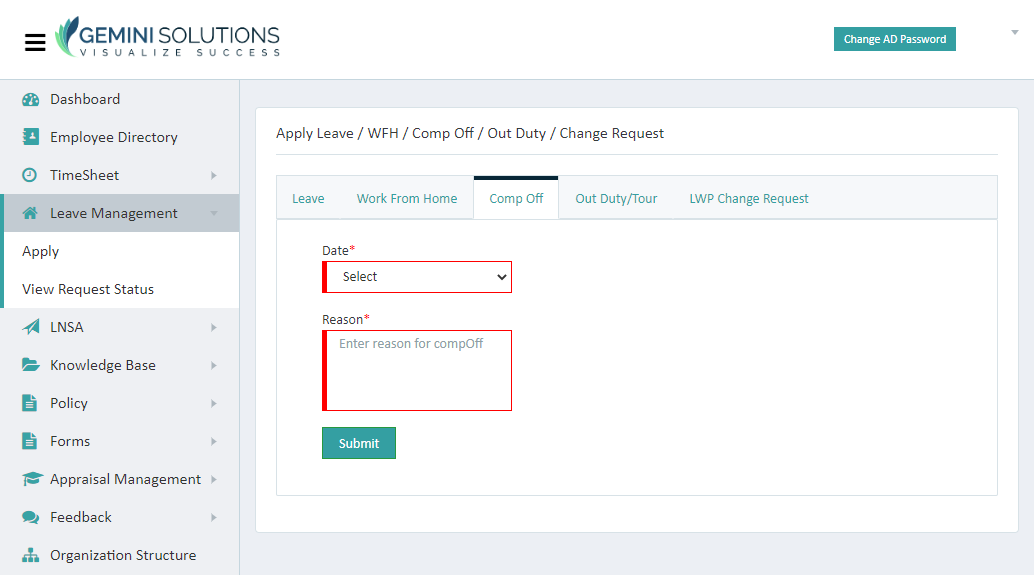 GEMINI SOLUTIONS
VISUALIZE SUCCESS
Change AD Password
Dashboard
Employee Directory
TimeSheet
Leave Management
Apply
View Request Status
LNSA
Knowledge Base
Policy
Forms
Appraisal Management
Feedback
Organization Structure
Apply Leave / WFH / Comp Off / Out Duty / Change Request
Leave Work From Home Comp Off Out Duty/Tour LWP Change Request
Date*
Select
Reason*
Enter reason for compOff
Submit